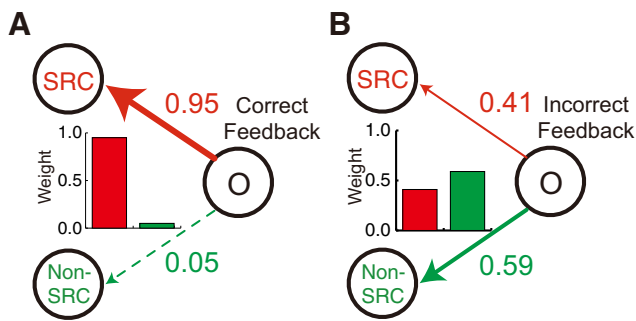 A
SRC
0.95
Correct
Feedback
1.0
0.5
0.0
Weight
O
Non-
SRC
0.05
B
SRC
0.41
Incorrect
Feedback
1.0
0.5
0.0
Weight
O
Non-
SRC
0.59